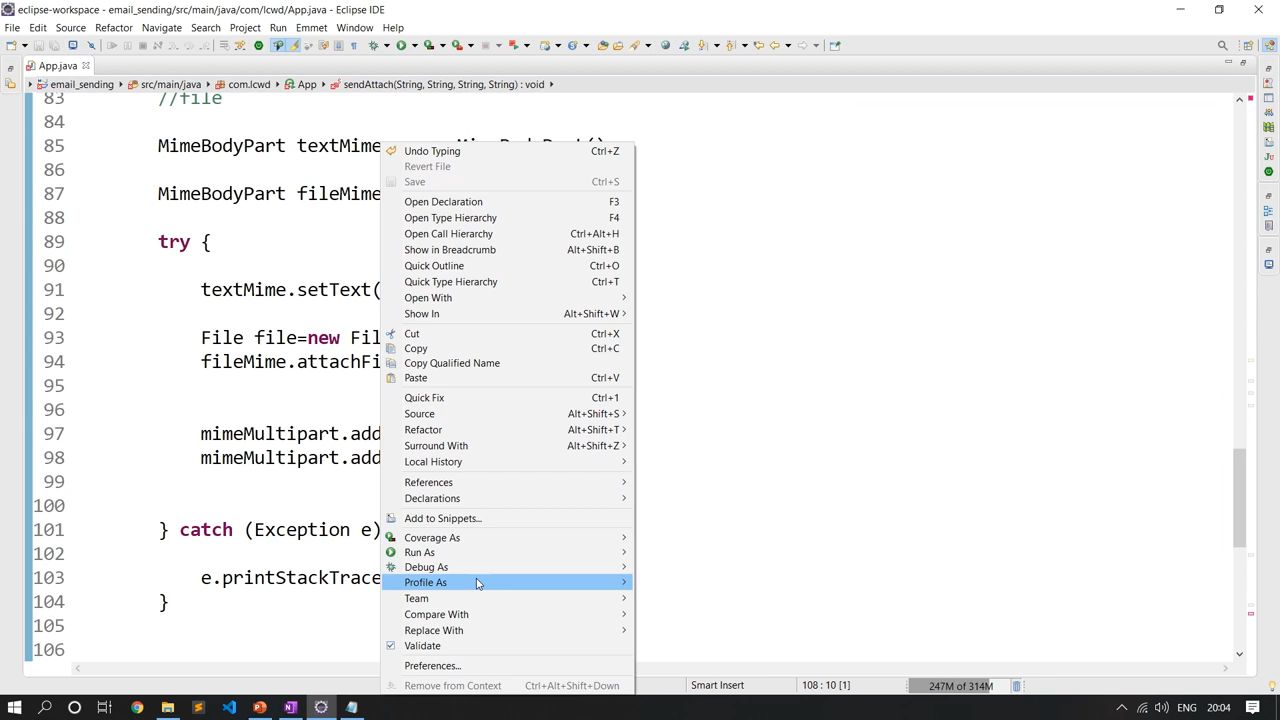 eclipse-workspace - email_sending/src/main/java/com/lcwd/App.java - Eclipse IDE
File Edit Source Refactor Navigate Search Project Run Emmet Window Help
App.java
email_sending src/main/java com.lcwd App sendAttach(String, String, String, String) : void
83 //file
84
85 MimeBodyPart textMime
86
87 MimeBodyPart fileMime
88
89 try {
90
91 textMime.setText(
92
93 File file=new Fil
94 fileMime.attachFi
95
97 mimeMultipart.add
98 mimeMultipart.add
99
100
101 } catch (Exception e)
102
103 e.printStackTrace
104 }
105
106
Undo Typing Ctrl+Z
Revert File
Save Ctrl+S
Open Declaration F3
Open Type Hierarchy F4
Open Call Hierarchy Ctrl+Alt+H
Show in Breadcrumb Alt+Shift+B
Quick Outline Ctrl+O
Quick Type Hierarchy Ctrl+T
Open With
Show In Alt+Shift+W
Cut Ctrl+X
Copy Ctrl+C
Copy Qualified Name
Paste Ctrl+V
Quick Fix Ctrl+1
Source Alt+Shift+S
Refactor Alt+Shift+T
Surround With Alt+Shift+Z
Local History
References
Declarations
Add to Snippets...
Coverage As
Run As
Debug As
Profile As
Team
Compare With
Replace With
Validate
Preferences...
Remove from Context Ctrl+Alt+Shift+Down
Smart Insert 108 : 10 [1] 247M of 314M
ENG 20:04